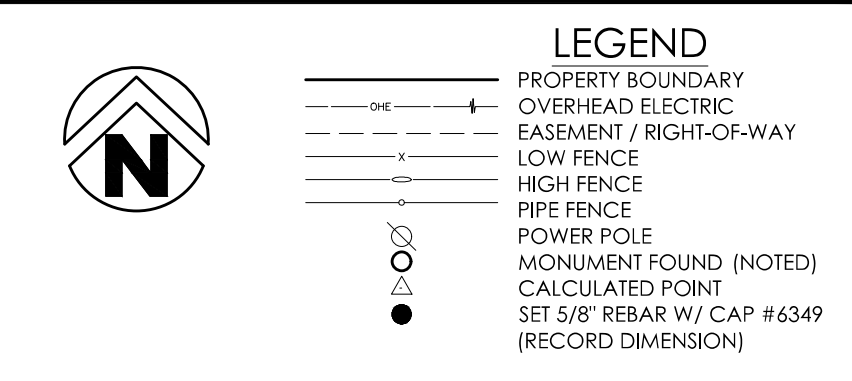 N
LEGEND
PROPERTY BOUNDARY
OHE OVERHEAD ELECTRIC
EASEMENT / RIGHT-OF-WAY
X LOW FENCE
HIGH FENCE
PIPE FENCE
POWER POLE
MONUMENT FOUND (NOTED)
CALCULATED POINT
SET 5/8" REBAR W/ CAP #6349
(RECORD DIMENSION)